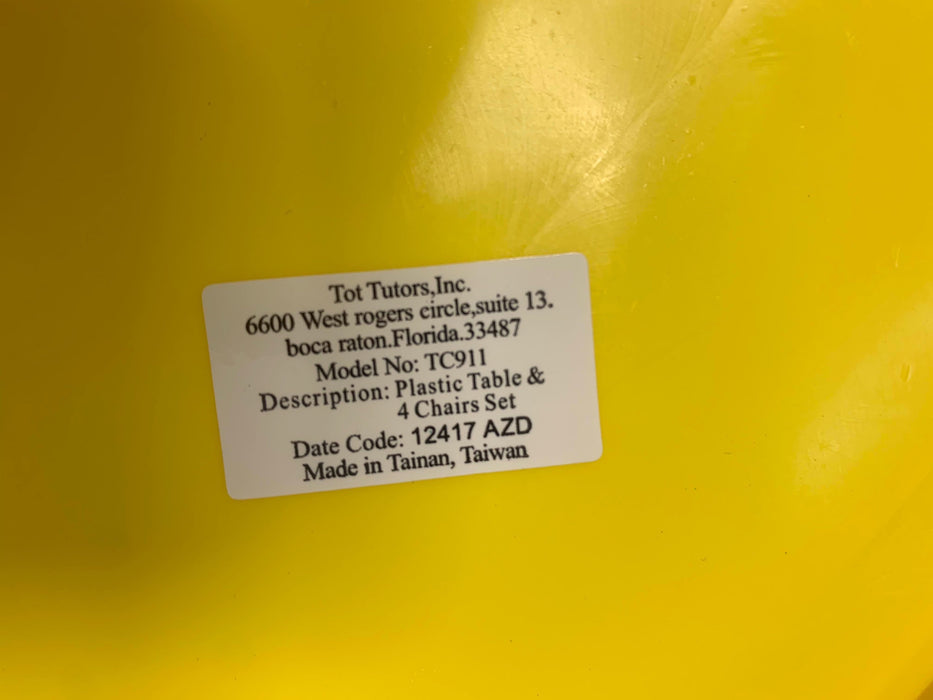 Tot Tutors,Inc.
6600 West rogers circle,suite 13.
boca raton.Florida.33487
Model No: TC911
Description: Plastic Table &
4 Chairs Set
Date Code: 12417 AZD
Made in Tainan, Taiwan